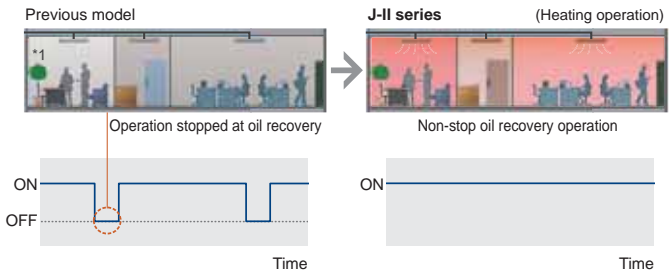 Previous model
J-II series
(Heating operation)
*1
Operation stopped at oil recovery
Non-stop oil recovery operation
ON
OFF
Time
ON
Time